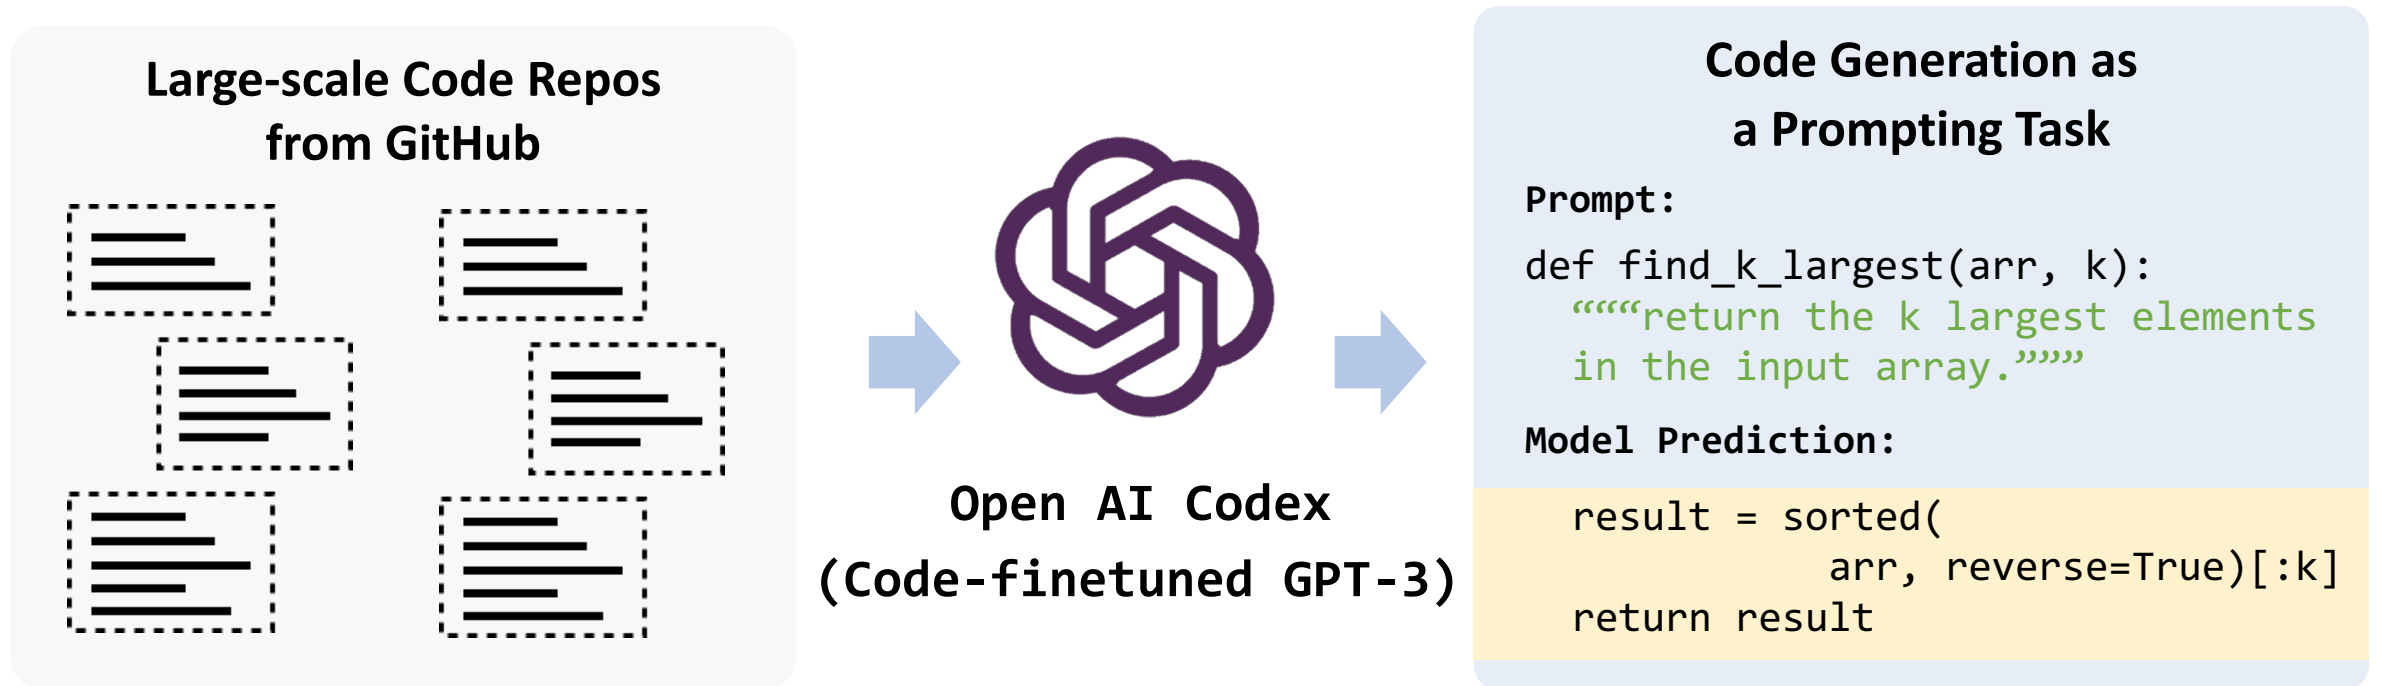 Large-scale Code Repos
from GitHub
Open AI Codex
(Code-finetuned GPT-3)
Code Generation as
a Prompting Task
Prompt:
def find_k_largest(arr, k):
“““return the k largest elements
in the input array.”””
Model Prediction:
result = sorted(
arr, reverse=True)[:k]
return result